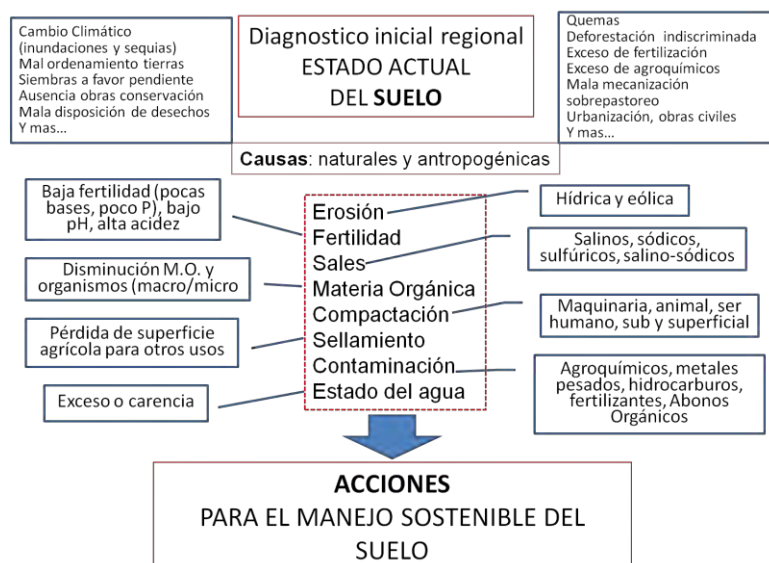 Cambio Climático
(inundaciones y sequias)
Mal ordenamiento tierras
Siembras a favor pendiente
Ausencia obras conservación
Mala disposición de desechos
Y mas...
Diagnostico inicial regional
ESTADO ACTUAL
DEL SUELO
Quemas
Deforestación indiscriminada
Exceso de fertilización
Exceso de agroquímicos
Mala mecanización
sobrepastoreo
Urbanización, obras civiles
Y mas...
Causas: naturales y antropogénicas
Baja fertilidad (pocas
bases, poco P), bajo
pH, alta acidez
Disminución M.O. y
organismos (macro/micro
Pérdida de superficie
agrícola para otros usos
Exceso o carencia
Erosión
Fertilidad
Sales
Materia Orgánica
Compactación
Sellamiento
Contaminación
Estado del agua
Hídrica y eólica
Salinos, sódicos,
sulfúricos, salino-sódicos
Maquinaria, animal, ser
humano, sub y superficial
Agroquímicos, metales
pesados, hidrocarburos,
fertilizantes, Abonos
Orgánicos
ACCIONES
PARA EL MANEJO SOSTENIBLE DEL
SUELO